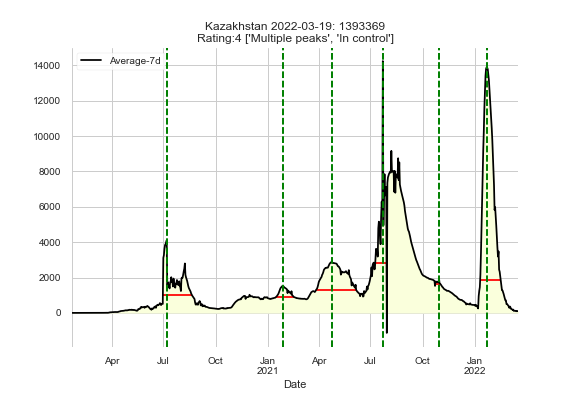 Kazakhstan 2022-03-19: 1393369
Rating:4 ['Multiple peaks', 'In control']
Average-7d
14000
12000
10000
8000
6000
4000
2000
0
Apr Jul Oct Jan Apr Jul Oct Jan
2021 2022
Date